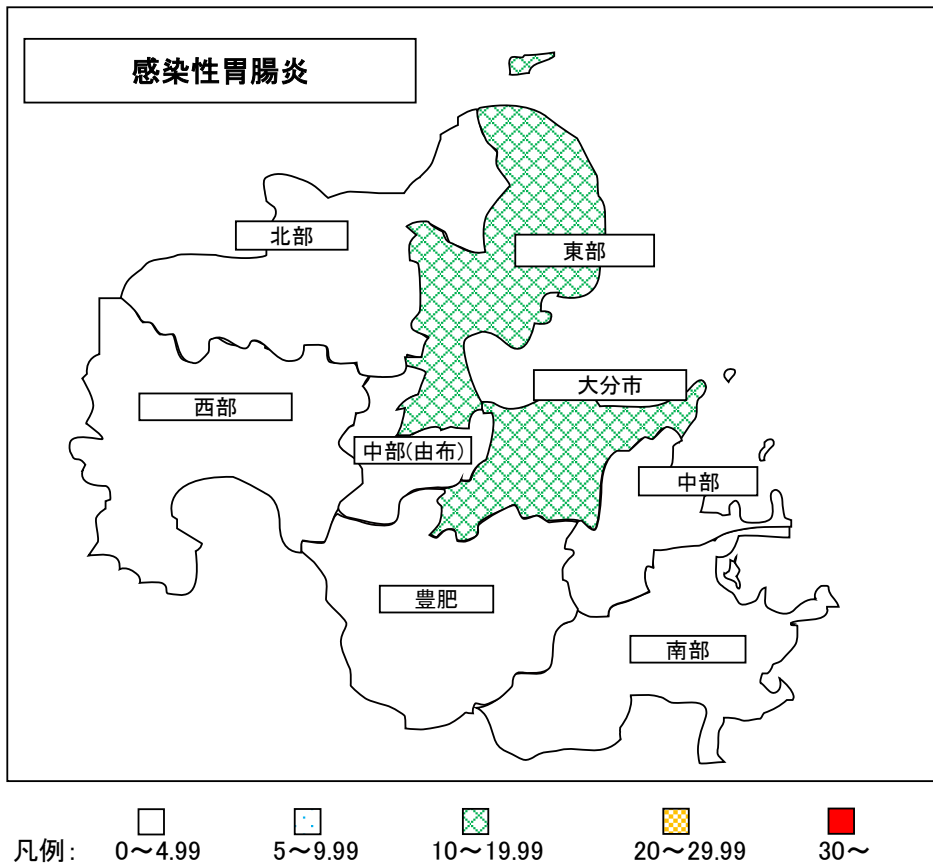 感染性胃腸炎
北部
東部
大分市
西部
中部(由布)
中部
豊肥
南部
凡例: 0～4.99 5～9.99 10～19.99 20～29.99 30～